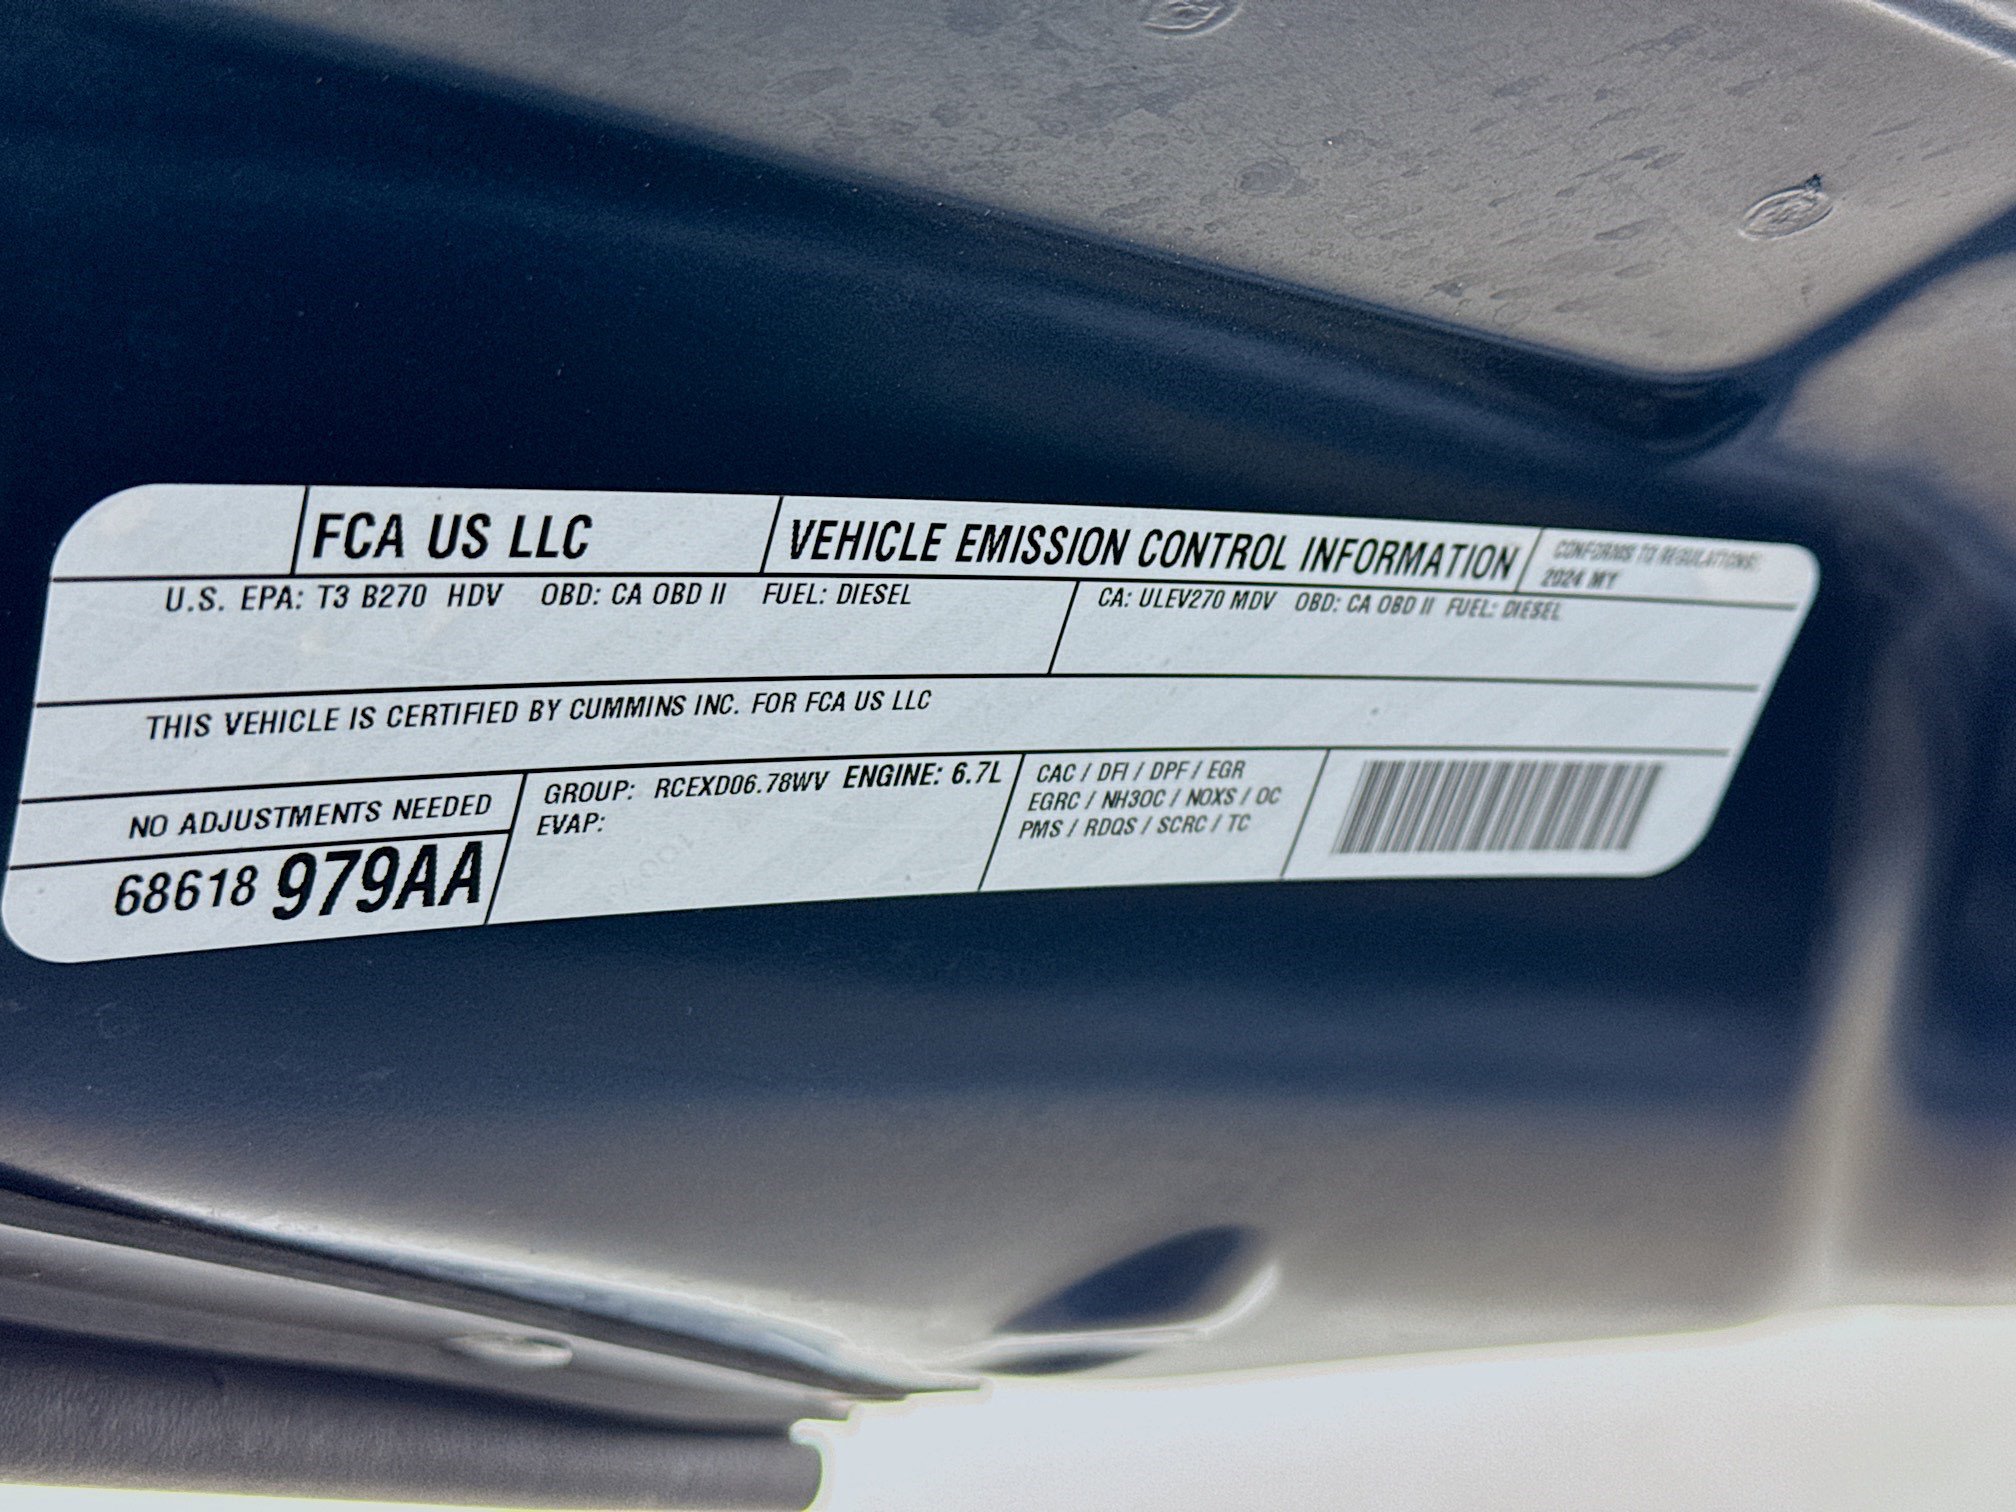 FCA US LLC
VEHICLE EMISSION CONTROL INFORMATION
CONFORMS TO REGULATIONS:
2024 MY
U.S. EPA: T3 B270 HDV OBD: CA OBD II FUEL: DIESEL
CA: ULEV270 MDV OBD: CA OBD II FUEL: DIESEL
THIS VEHICLE IS CERTIFIED BY CUMMINS INC. FOR FCA US LLC
NO ADJUSTMENTS NEEDED
68618 979AA
GROUP: RCEXD06.78WV ENGINE: 6.7L
EVAP:
CAC / DFI / DPF / EGR
EGRC / NH3OC / NOXS / OC
PMS / RDQS / SCRC / TC